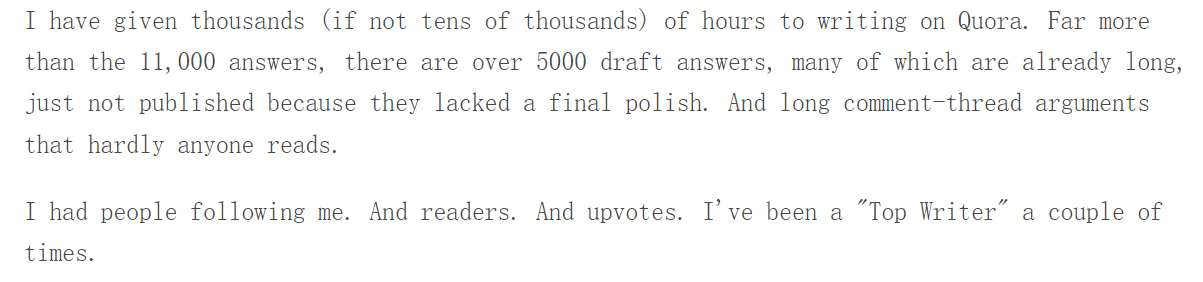 I have given thousands (if not tens of thousands) of hours to writing on Quora. Far more
than the 11,000 answers, there are over 5000 draft answers, many of which are already long,
just not published because they lacked a final polish. And long comment-thread arguments
that hardly anyone reads.
I had people following me. And readers. And upvotes. I've been a "Top Writer" a couple of
times.